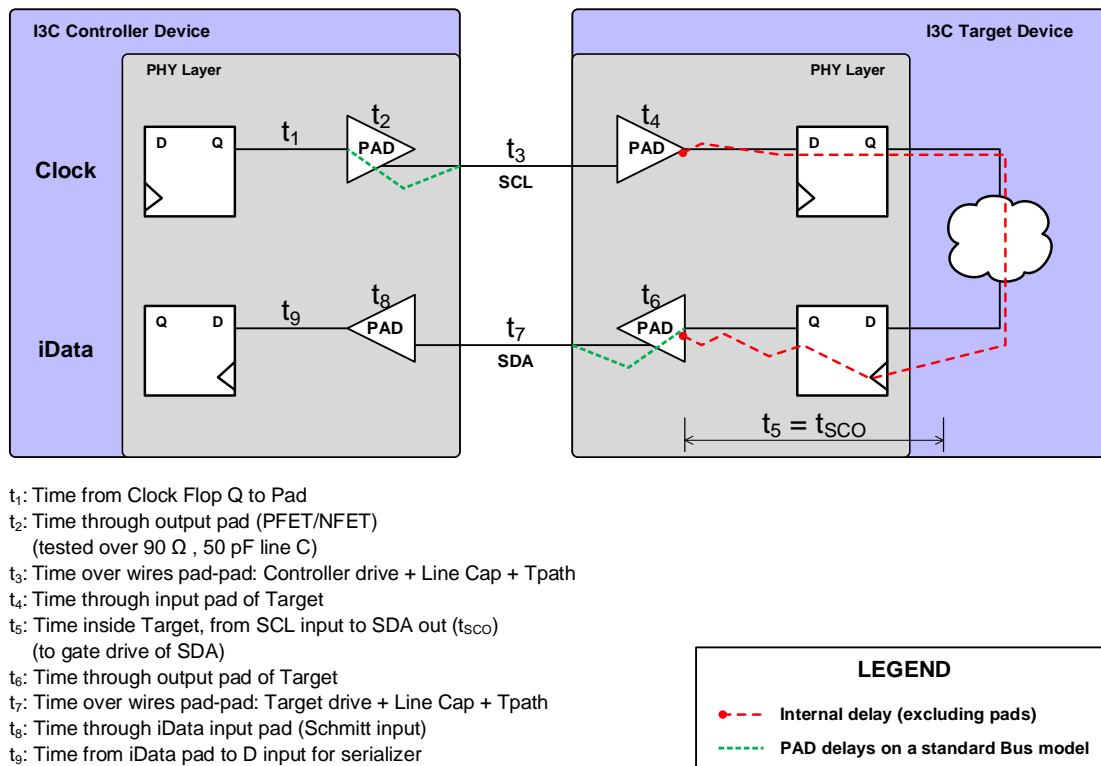 I3C Controller Device
I3C Target Device
PHY Layer
PHY Layer
Clock
D Q
t1
t2
PAD
t3
SCL
t4
PAD
D Q
iData
Q D
t9
t8
PAD
t7
SDA
t6
PAD
Q D
t5 = tSCO
t1: Time from Clock Flop Q to Pad
t2: Time through output pad (PFET/NFET)
(tested over 90 Ω , 50 pF line C)
t3: Time over wires pad-pad: Controller drive + Line Cap + Tpath
t4: Time through input pad of Target
t5: Time inside Target, from SCL input to SDA out (tSCO)
(to gate drive of SDA)
t6: Time through output pad of Target
t7: Time over wires pad-pad: Target drive + Line Cap + Tpath
t8: Time through iData input pad (Schmitt input)
t9: Time from iData pad to D input for serializer
LEGEND
Internal delay (excluding pads)
PAD delays on a standard Bus model